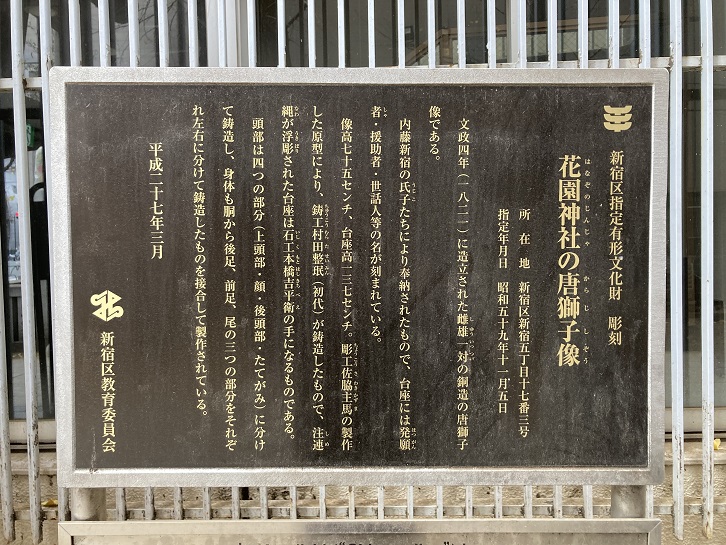 新宿区指定有形文化財　彫刻
花園神社の唐獅子像
はなぞのじんじゃ　からじしぞう
所在地　新宿区新宿五丁目十七番三号
指定年月日　昭和五十九年十一月五日
文政四年（一八二一）に造立された雌雄一対の銅造の唐獅子
像である。
内藤新宿の氏子たちにより奉納されたもので、台座には発願
者・援助者・世話人等の名が刻まれている。
像高七十五センチ、台座高一三七センチ。彫工佐脇主馬の製作
した原型により、鋳工村田整珉（初代）が鋳造したもので、注連
縄が浮彫された台座は石工本橋吉平衛の手になるものである。
頭部は四つの部分（上頭部・顔・後頭部・たてがみ）に分け
て鋳造し、身体も胴から後足、前足、尾の三つの部分をそれぞ
れ左右に分けて鋳造したものを接合して製作されている。
平成二十七年三月
新宿区教育委員会